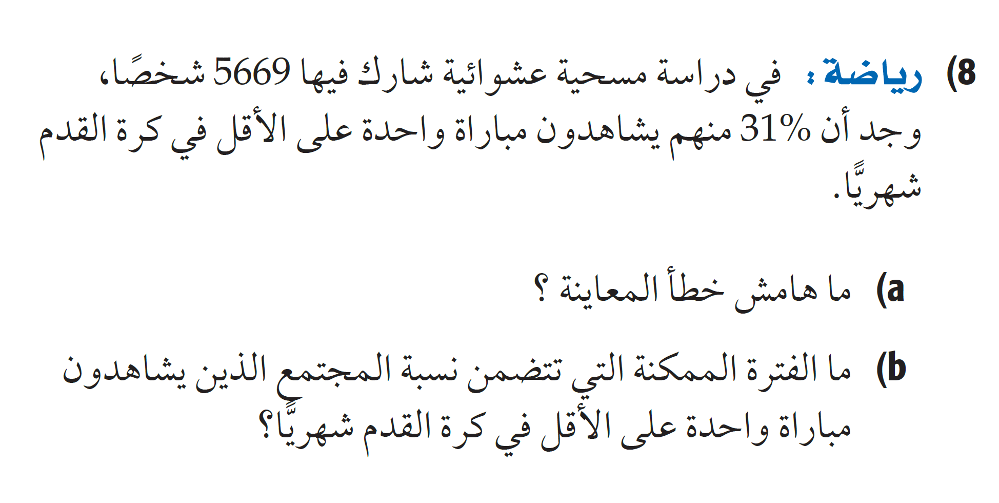 8) رياضة: في دراسة مسحية عشوائية شارك فيها 5669 شخصًا،
وجد أن %31 منهم يشاهدون مباراة واحدة على الأقل في كرة القدم
شهريًّا.
a) ما هامش خطأ المعاينة ؟
b) ما الفترة الممكنة التي تتضمن نسبة المجتمع الذين يشاهدون
مباراة واحدة على الأقل في كرة القدم شهريًّا؟